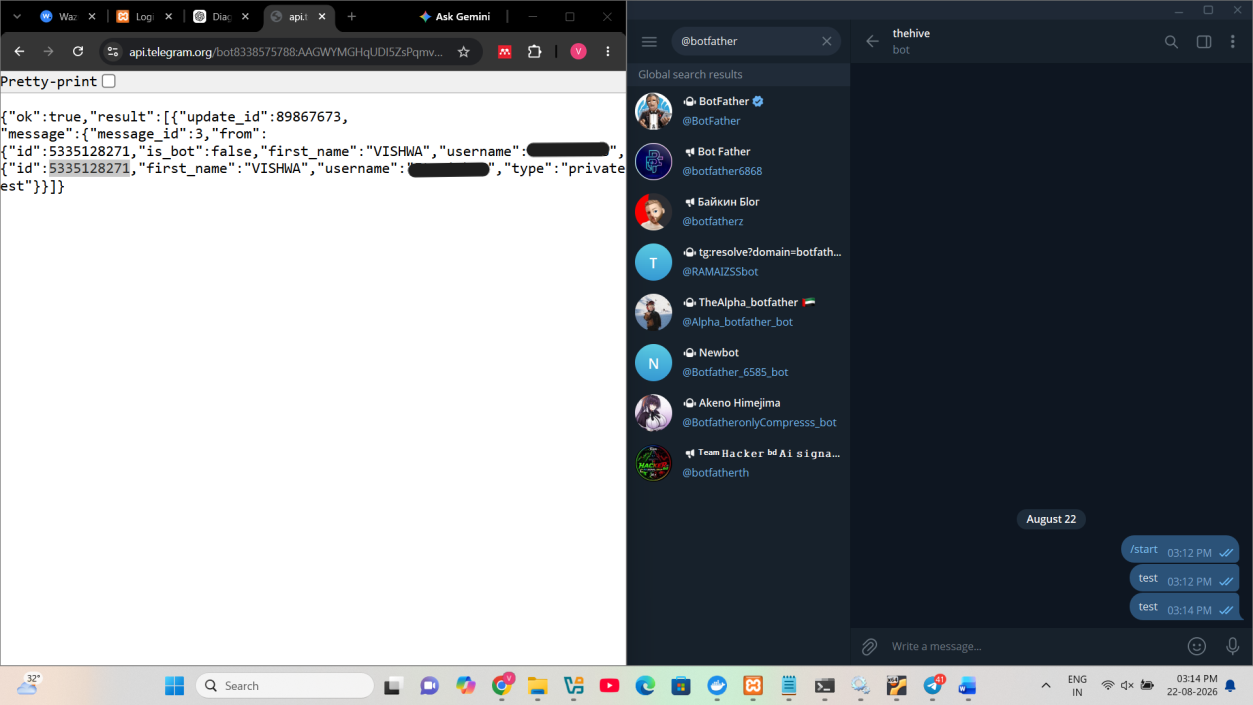 Waz
Logi
Diag
api.t
Ask Gemini
api.telegram.org/bot8338575788:AAGWYMGHqUDI5ZsPqmv...
V
Pretty-print
{"ok":true,"result":[{"update_id":89867673,
"message":{"message_id":3,"from":
{"id":5335128271,"is_bot":false,"first_name":"VISHWA","username":
",
{"id":5335128271,"first_name":"VISHWA","username":"
","type":"private
est"}}]}
@botfather
Global search results
BotFather
@BotFather
Bot Father
@botfather6868
Байкин Бlог
@botfatherz
T
tg:resolve?domain=botfath...
@RAMAIZSSbot
TheAlpha_botfather
@Alpha_botfather_bot
N
Newbot
@Botfather_6585_bot
Akeno Himejima
@BotfatheronlyCompresss_bot
HACKER
ᵀᵉᵃᵐ Hacker ᵇᵈ Ai signa...
@botfatherth
thehive
bot
August 22
/start 03:12 PM
test 03:12 PM
test 03:14 PM
Write a message...
32°
Search
V
41
ENG
IN
03:14 PM
22-08-2026